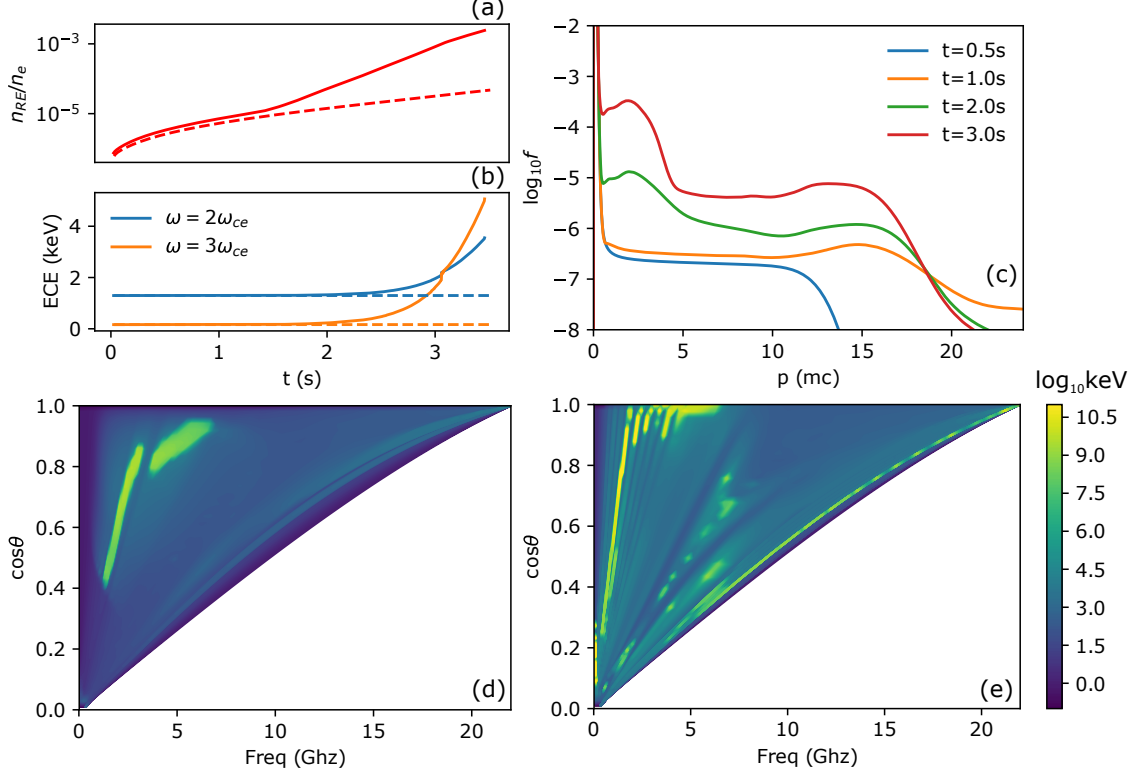 (a)
10⁻³
10⁻⁵
n_RE/n_e
(b)
ω = 2ω_ce
ω = 3ω_ce
4
2
0
ECE (keV)
0
1
2
3
t (s)
−2
−3
−4
−5
−6
−7
−8
log₁₀f
t=0.5s
t=1.0s
t=2.0s
t=3.0s
(c)
0
5
10
15
20
p (mc)
1.0
0.8
0.6
0.4
0.2
0.0
cosθ
(d)
0
5
10
15
20
Freq (Ghz)
1.0
0.8
0.6
0.4
0.2
0.0
cosθ
(e)
0
5
10
15
20
Freq (Ghz)
log₁₀keV
10.5
9.0
7.5
6.0
4.5
3.0
1.5
0.0